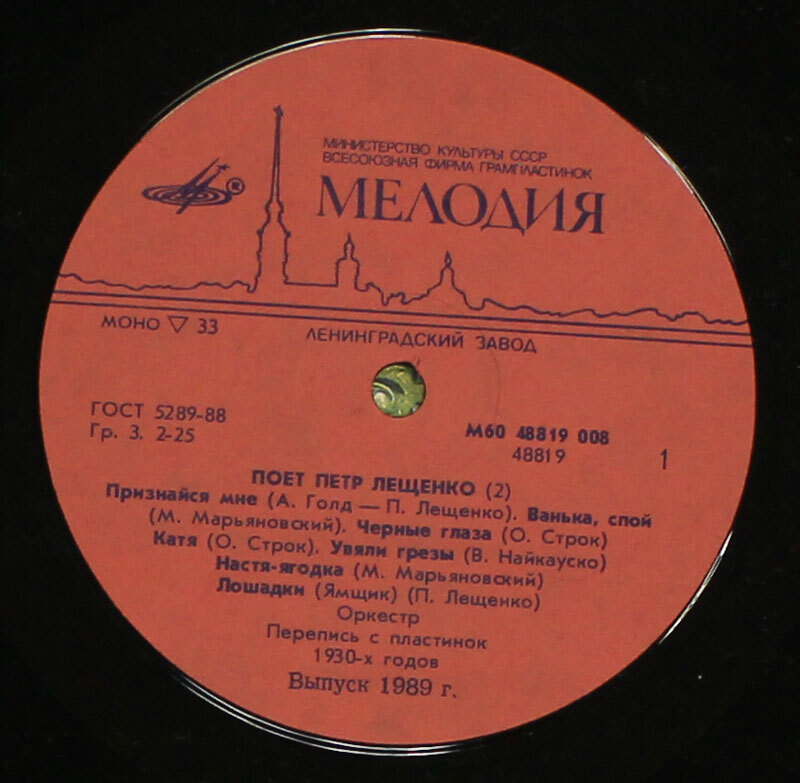 МИНИСТЕРСТВО КУЛЬТУРЫ СССР
ВСЕСОЮЗНАЯ ФИРМА ГРАМПЛАСТИНОК
МЕЛОДИЯ
®
МОНО ▽ 33
ЛЕНИНГРАДСКИЙ ЗАВОД
ГОСТ 5289-88
Гр. 3. 2-25
М60 48819 008
48819
1
ПОЕТ ПЕТР ЛЕЩЕНКО (2)
Признайся мне (А. Голд — П. Лещенко). Ванька, спой
(М. Марьяновский). Черные глаза (О. Строк)
Катя (О. Строк). Увяли грезы (В. Найкауско)
Настя-ягодка (М. Марьяновский)
Лошадки (Ямщик) (П. Лещенко)
Оркестр
Перепись с пластинок
1930-х годов
Выпуск 1989 г.